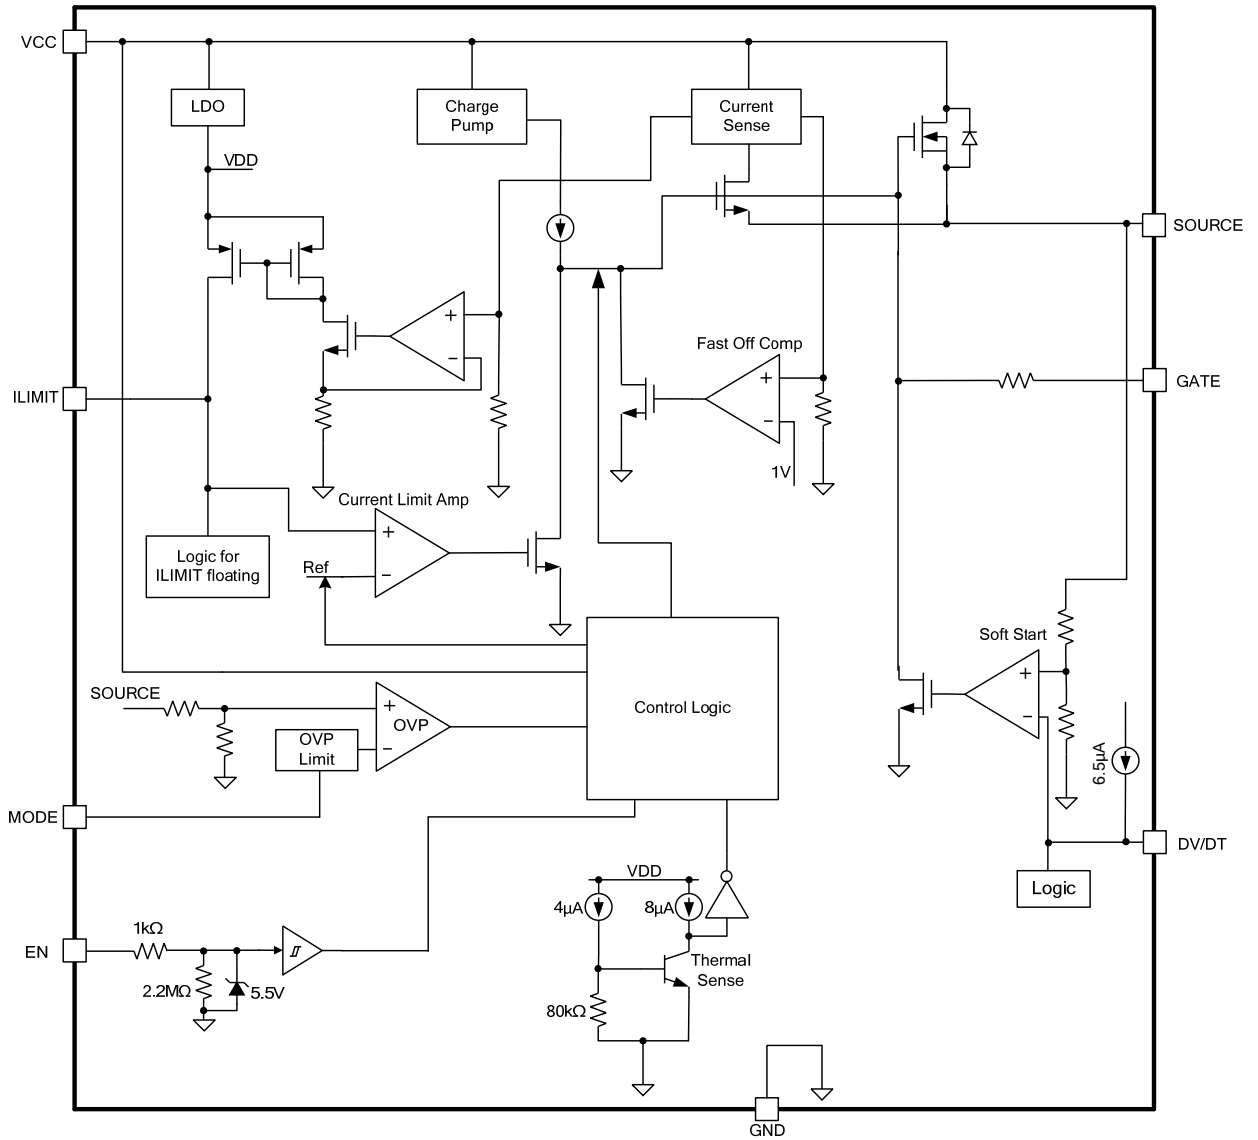 VCC
LDO
Charge
Pump
Current
Sense
VDD
SOURCE
+
−
Fast Off Comp
+
−
1V
GATE
ILIMIT
Current Limit Amp
+
−
Ref
Logic for
ILIMIT floating
Soft Start
+
−
SOURCE
+
−
OVP
OVP
Limit
Control Logic
6.5µA
MODE
DV/DT
Logic
VDD
4µA
8µA
Thermal
Sense
80kΩ
EN
1kΩ
2.2MΩ
5.5V
GND